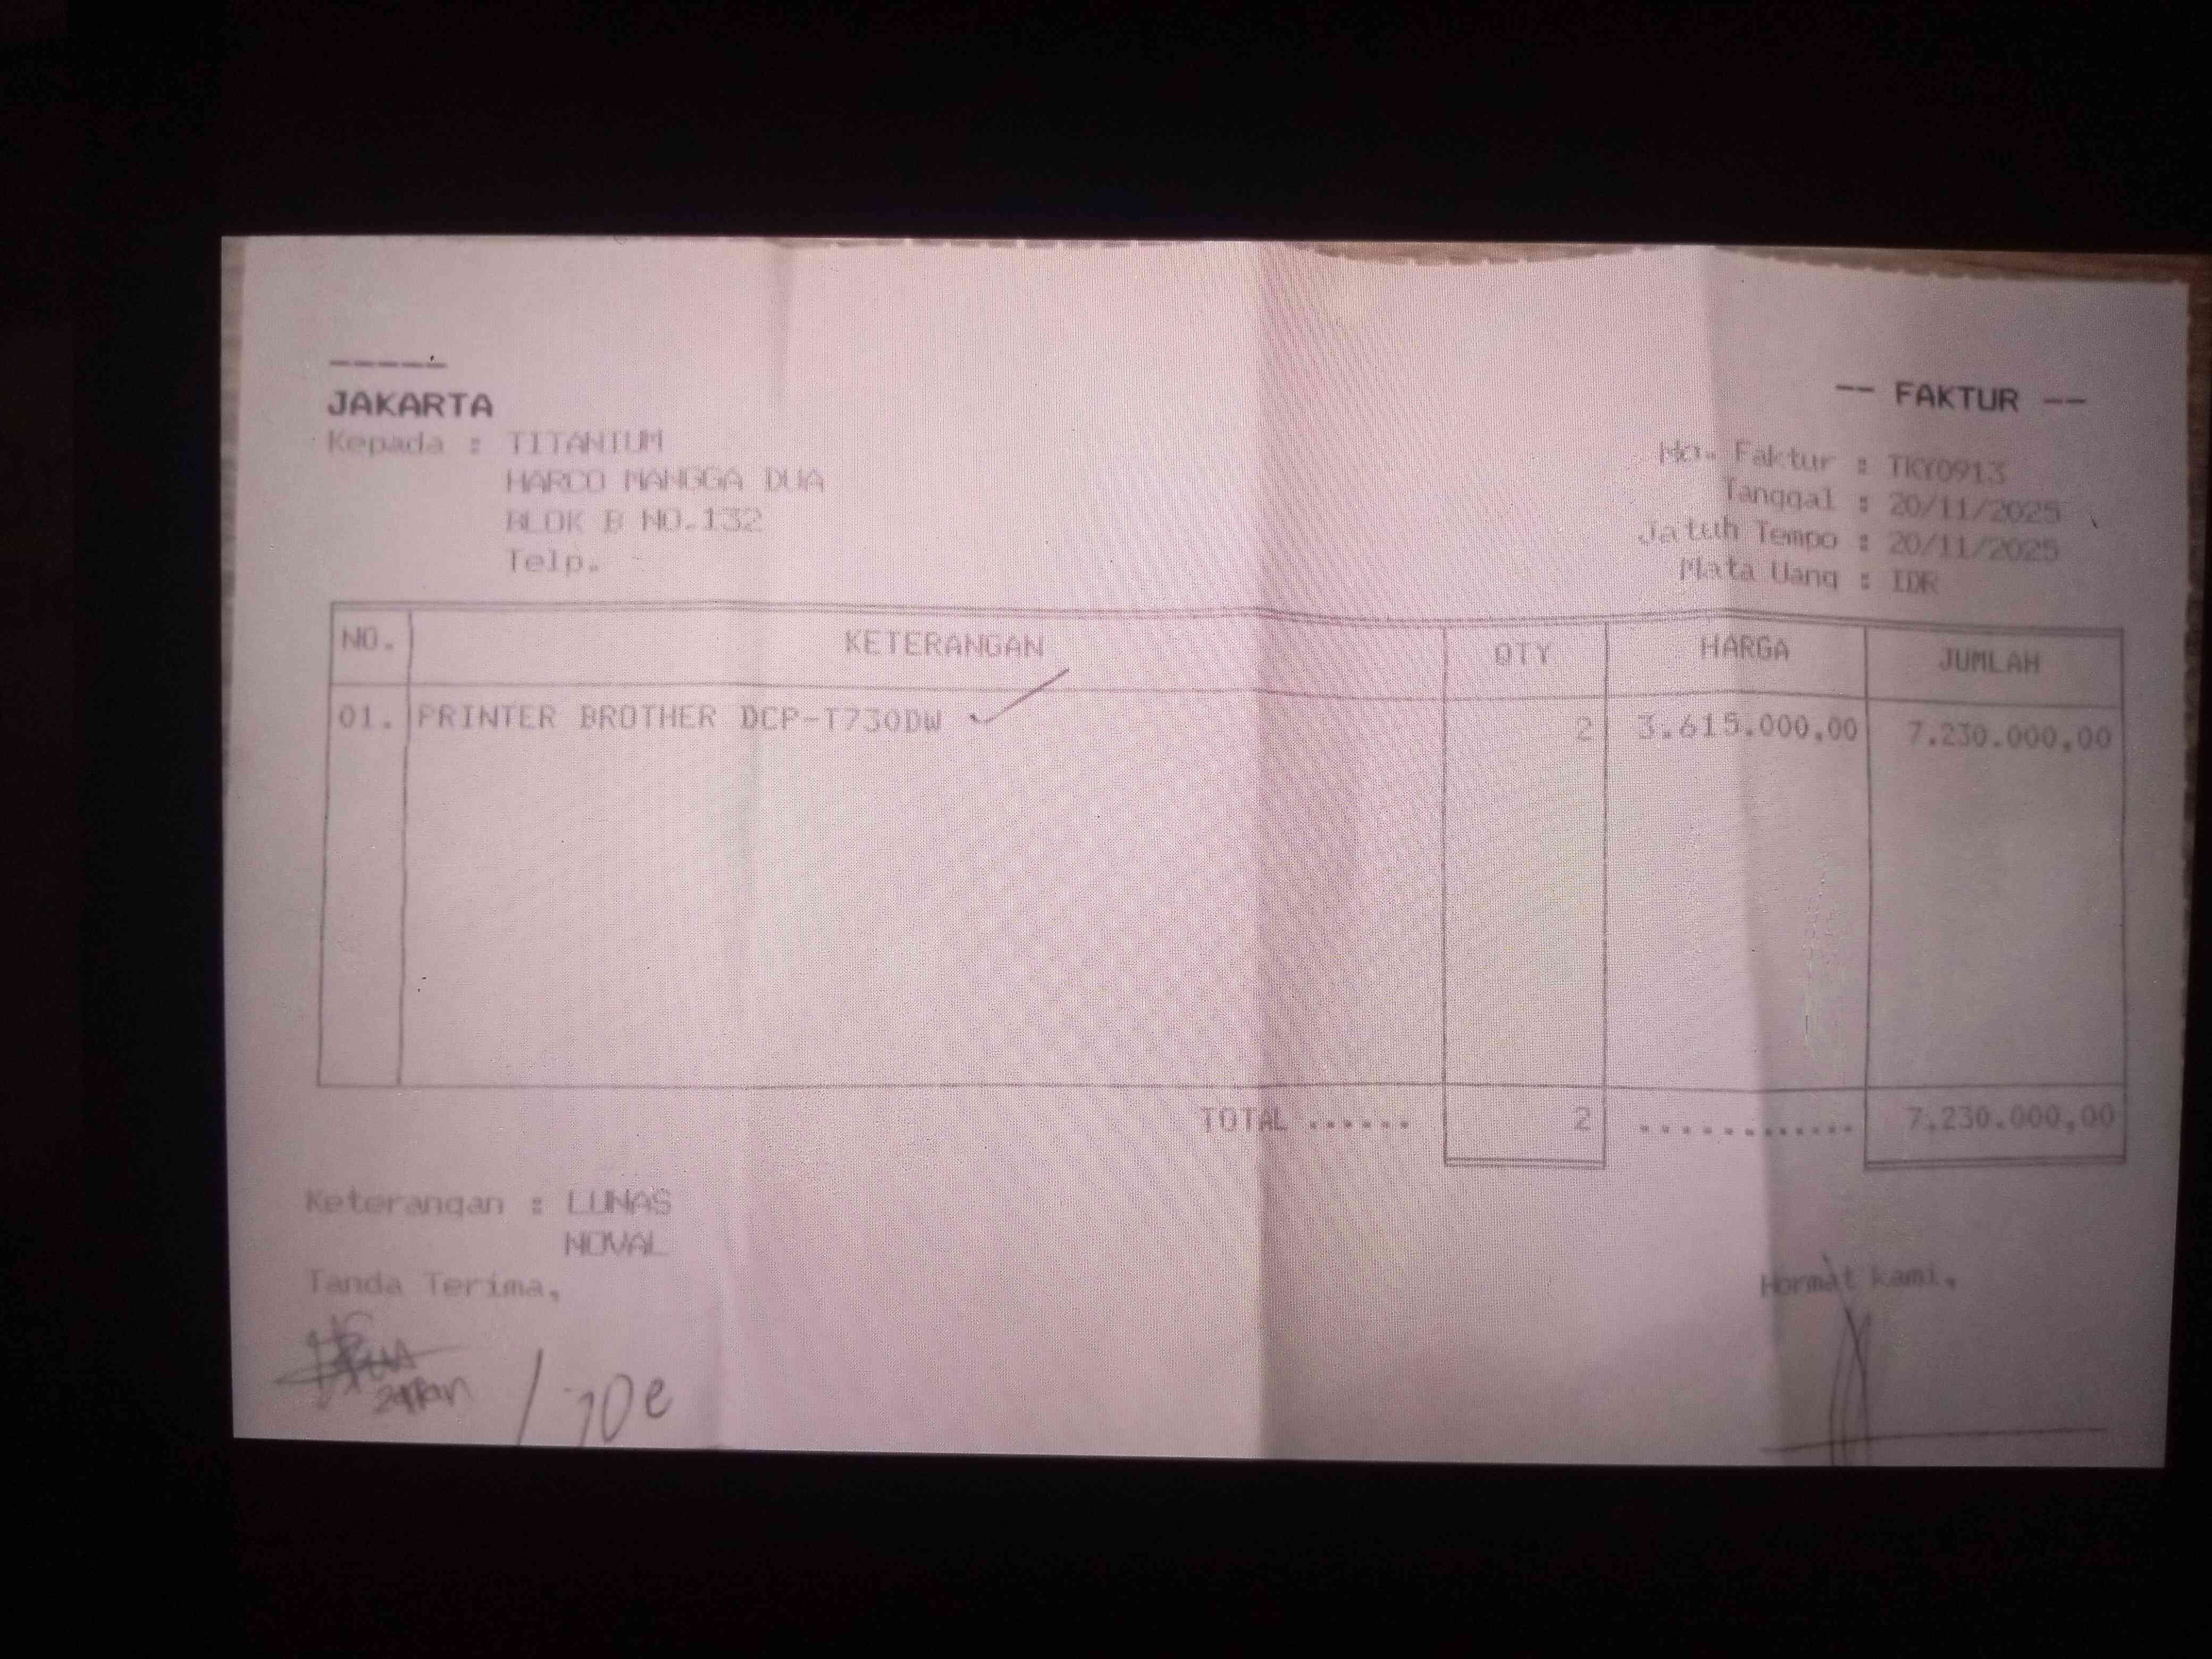 -----
JAKARTA
-- FAKTUR --
Kepada : TITANIUM
HARCO MANGGA DUA
BLOK B NO.132
Telp.
No. Faktur : TKY0913
Tanggal : 20/11/2025
Jatuh Tempo : 20/11/2025
Mata Uang : IDR
NO. KETERANGAN QTY HARGA JUMLAH
01. PRINTER BROTHER DCP-T730DW 2 3.615.000,00 7.230.000,00
TOTAL ...... 2 ............ 7.230.000,00
Keterangan : LUNAS
NOVAL
Tanda Terima,
Hormat kami,